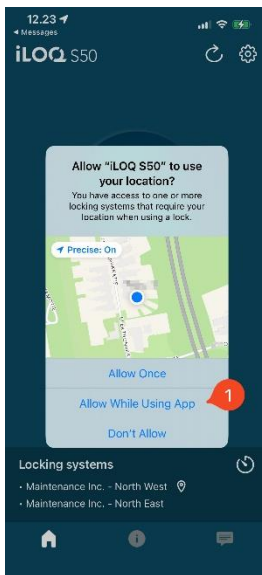 12.23
◂ Messages
iLOQ S50
Allow “iLOQ S50” to use
your location?
You have access to one or more
locking systems that require your
location when using a lock.
Precise: On
Allow Once
Allow While Using App
1
Don't Allow
Locking systems
• Maintenance Inc. - North West
• Maintenance Inc. - North East